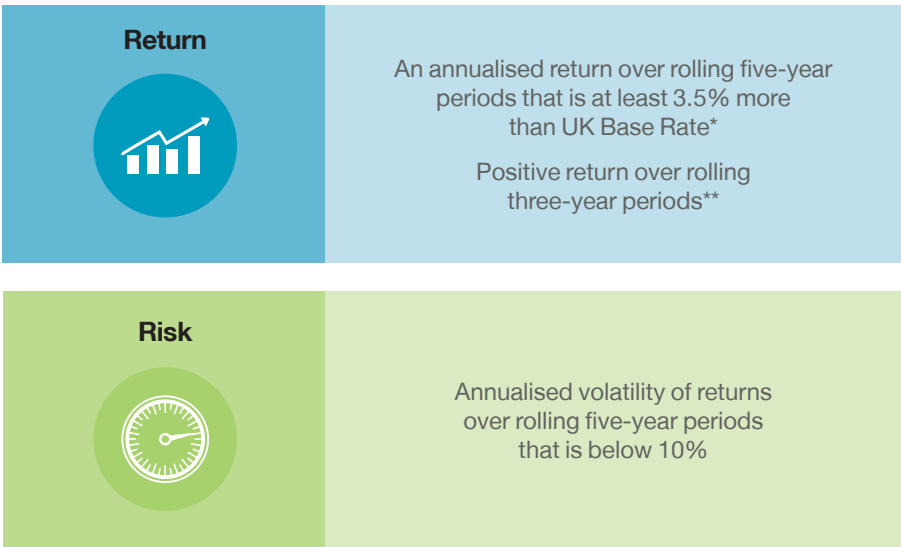 Return
An annualised return over rolling five-year
periods that is at least 3.5% more
than UK Base Rate*
Positive return over rolling
three-year periods**
Risk
Annualised volatility of returns
over rolling five-year periods
that is below 10%